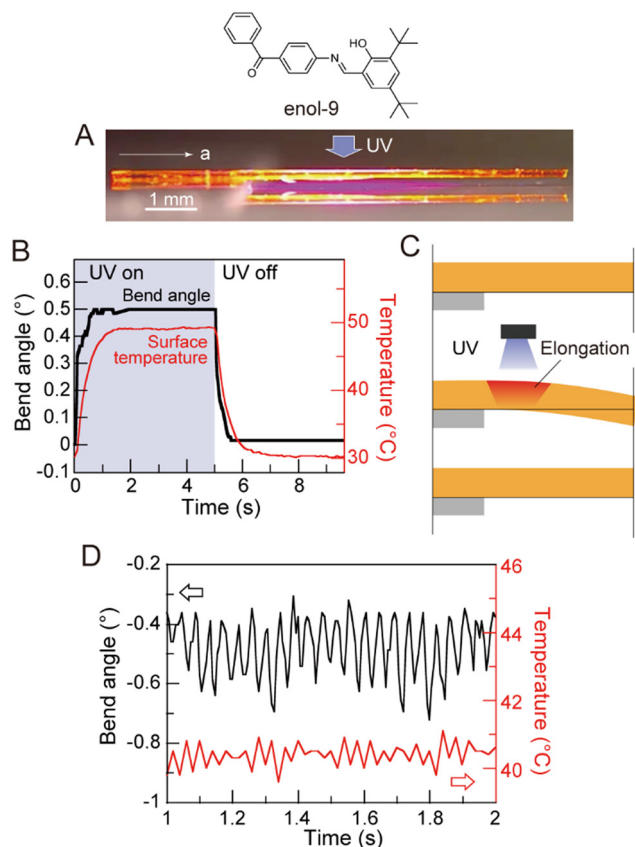 HO
N
O
enol-9
A
a
UV
1 mm
B
UV on
UV off
Bend angle
Surface
temperature
Bend angle (°)
0.6
0.5
0.4
0.3
0.2
0.1
0
-0.1
Temperature (°C)
50
40
30
0 2 4 6 8
Time (s)
C
UV
Elongation
D
Bend angle (°)
-0.2
-0.4
-0.6
-0.8
-1
Temperature (°C)
46
44
43
42
40
1 1.2 1.4 1.6 1.8 2
Time (s)